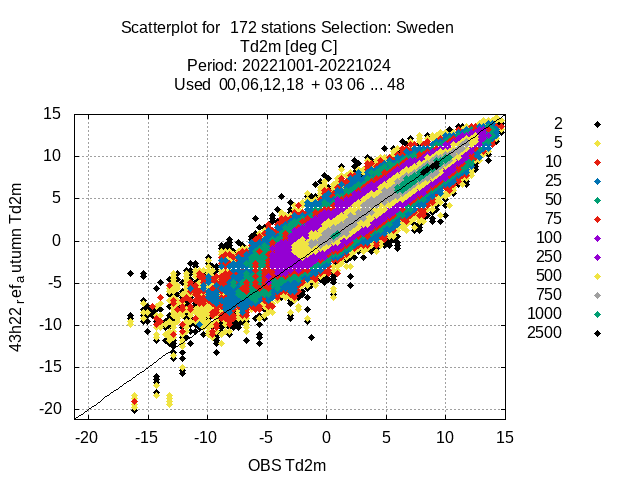 Scatterplot for 172 stations Selection: Sweden
Td2m [deg C]
Period: 20221001-20221024
Used 00,06,12,18 + 03 06 ... 48
15
10
5
0
-5
-10
-15
-20
43h22_ref_a utumn Td2m
-20 -15 -10 -5 0 5 10 15
OBS Td2m
2
5
10
25
50
75
100
250
500
750
1000
2500